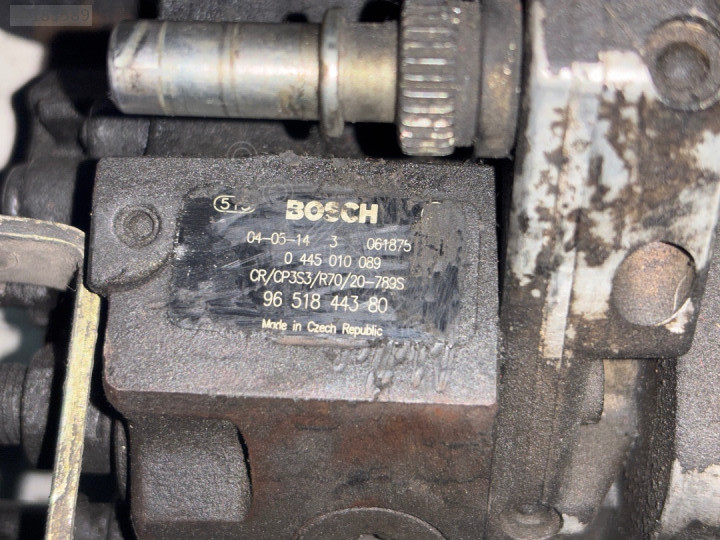 BOSCH
04-05-14 3 061875
0 445 010 089
CR/CP3S3/R70/20-789S
96 518 443 80
Made in Czech Republic